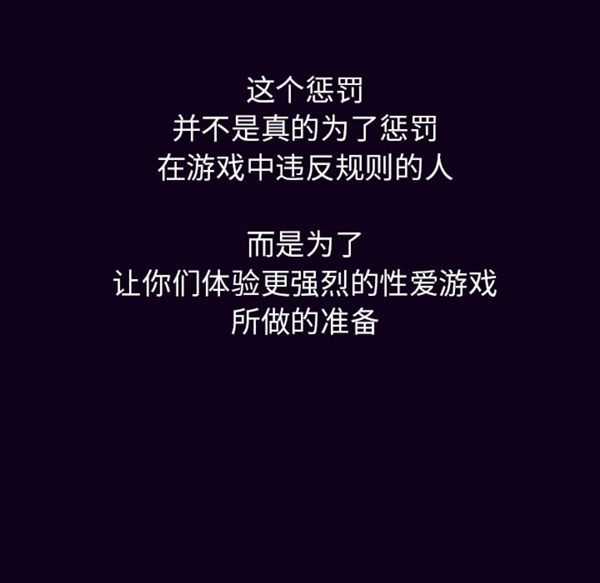 这个惩罚
并不是真的为了惩罚
在游戏中违反规则的人
而是为了
让你们体验更强烈的性爱游戏
所做的准备